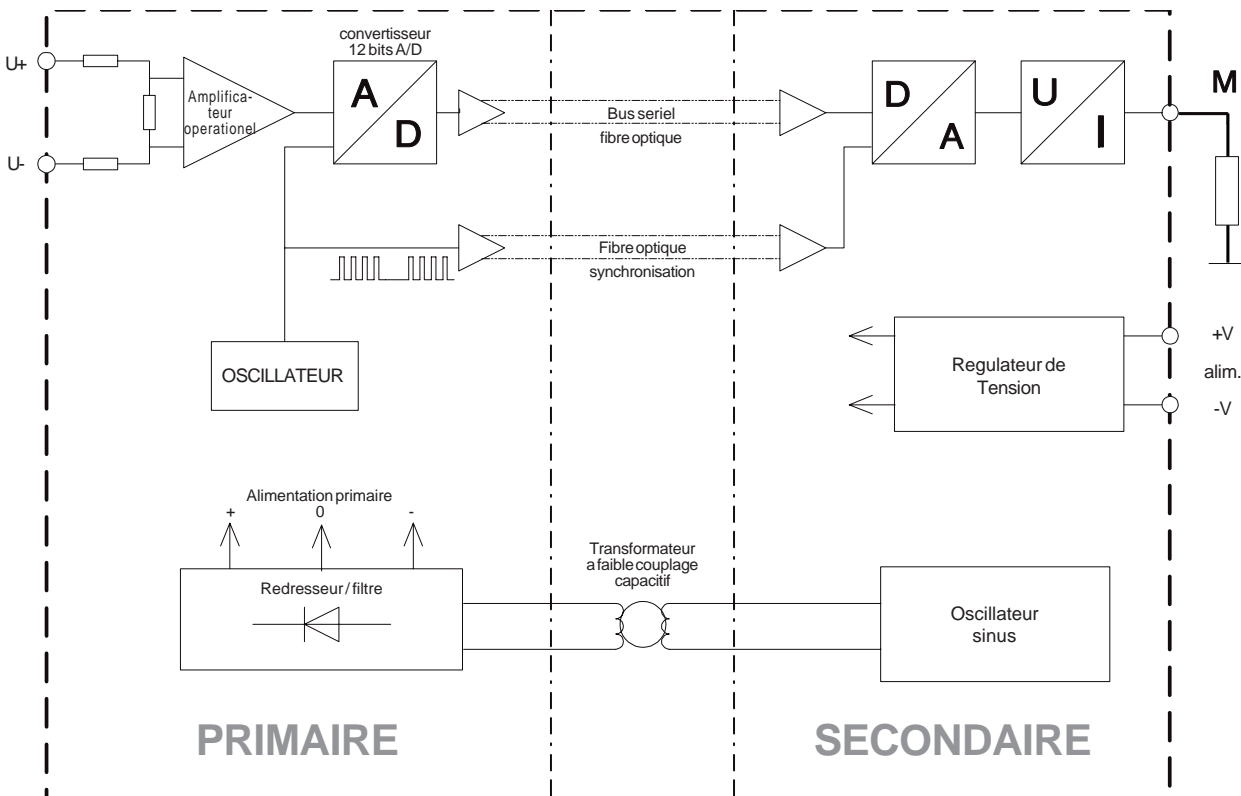 convertisseur
12 bits A/D
U+
Amplifica-
teur
operationel
A
D
Bus seriel
fibre optique
D
A
U
I
M
U-
Fibre optique
synchronisation
OSCILLATEUR
Regulateur de
Tension
+V
alim.
-V
Alimentation primaire
+ 0 -
Redresseur / filtre
Transformateur
a faible couplage
capacitif
Oscillateur
sinus
PRIMAIRE
SECONDAIRE